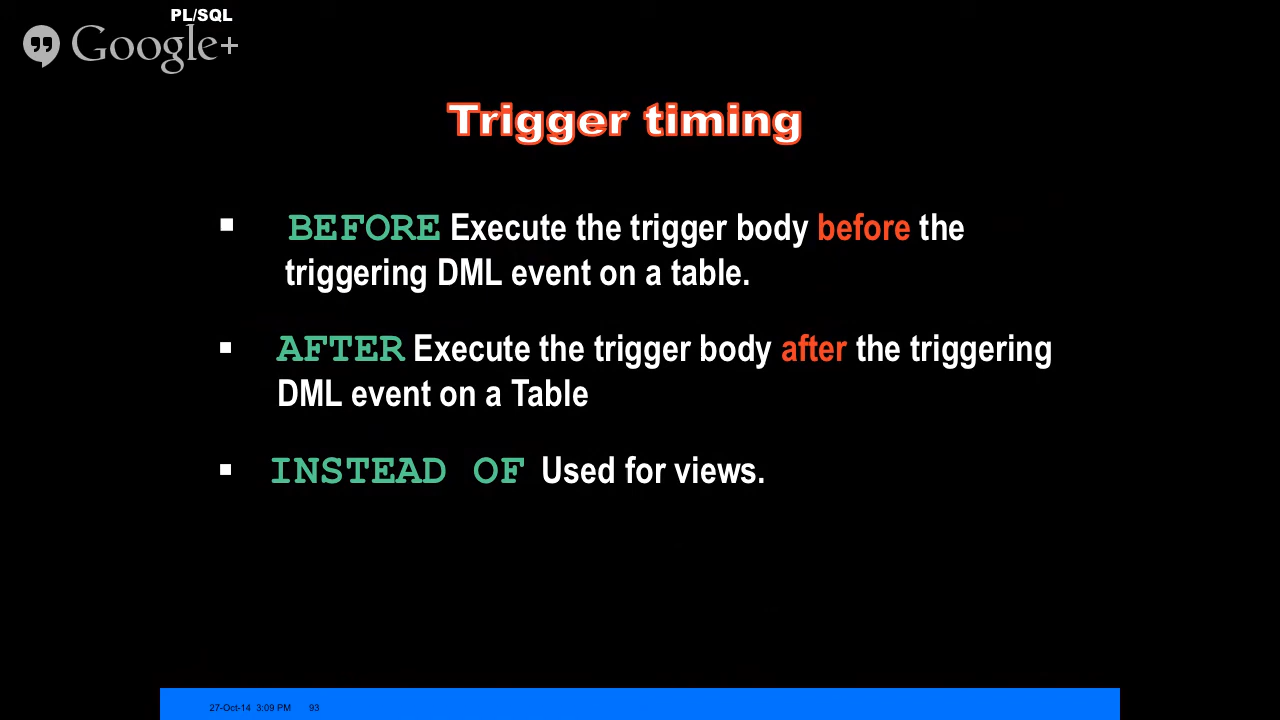 PL/SQL
Google+
Trigger timing
▪ BEFORE Execute the trigger body before the
triggering DML event on a table.
▪ AFTER Execute the trigger body after the triggering
DML event on a Table
▪ INSTEAD OF Used for views.
27-Oct-14 3:09 PM 93